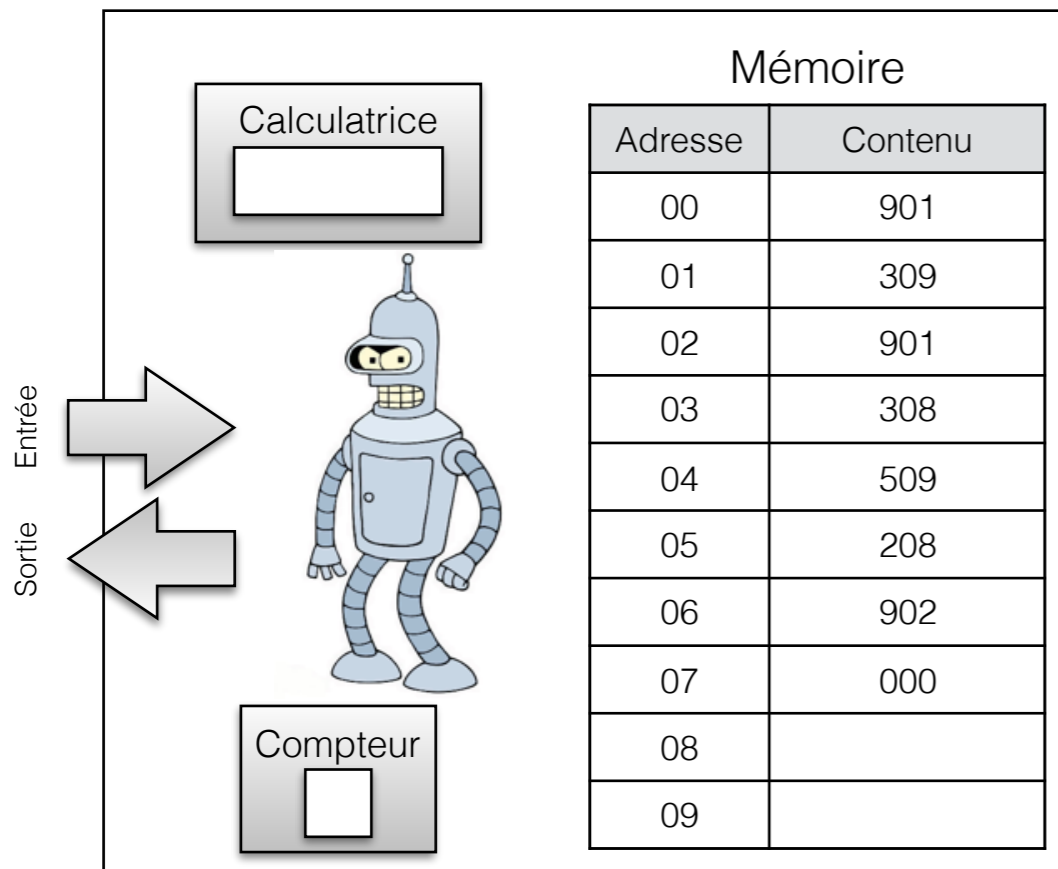 Mémoire
Calculatrice
Adresse Contenu
00 901
01 309
02 901
03 308
04 509
05 208
06 902
07 000
08
09
Entrée
Sortie
Compteur